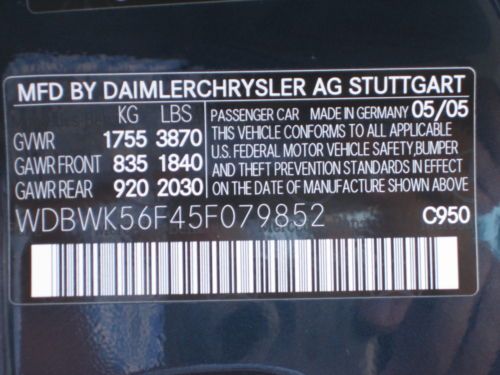 MFD BY DAIMLERCHRYSLER AG STUTTGART
KG LBS
GVWR 1755 3870
GAWR FRONT 835 1840
GAWR REAR 920 2030
PASSENGER CAR MADE IN GERMANY 05/05
THIS VEHICLE CONFORMS TO ALL APPLICABLE
U.S. FEDERAL MOTOR VEHICLE SAFETY,BUMPER
AND THEFT PREVENTION STANDARDS IN EFFECT
ON THE DATE OF MANUFACTURE SHOWN ABOVE
WDBWK56F45F079852 C950